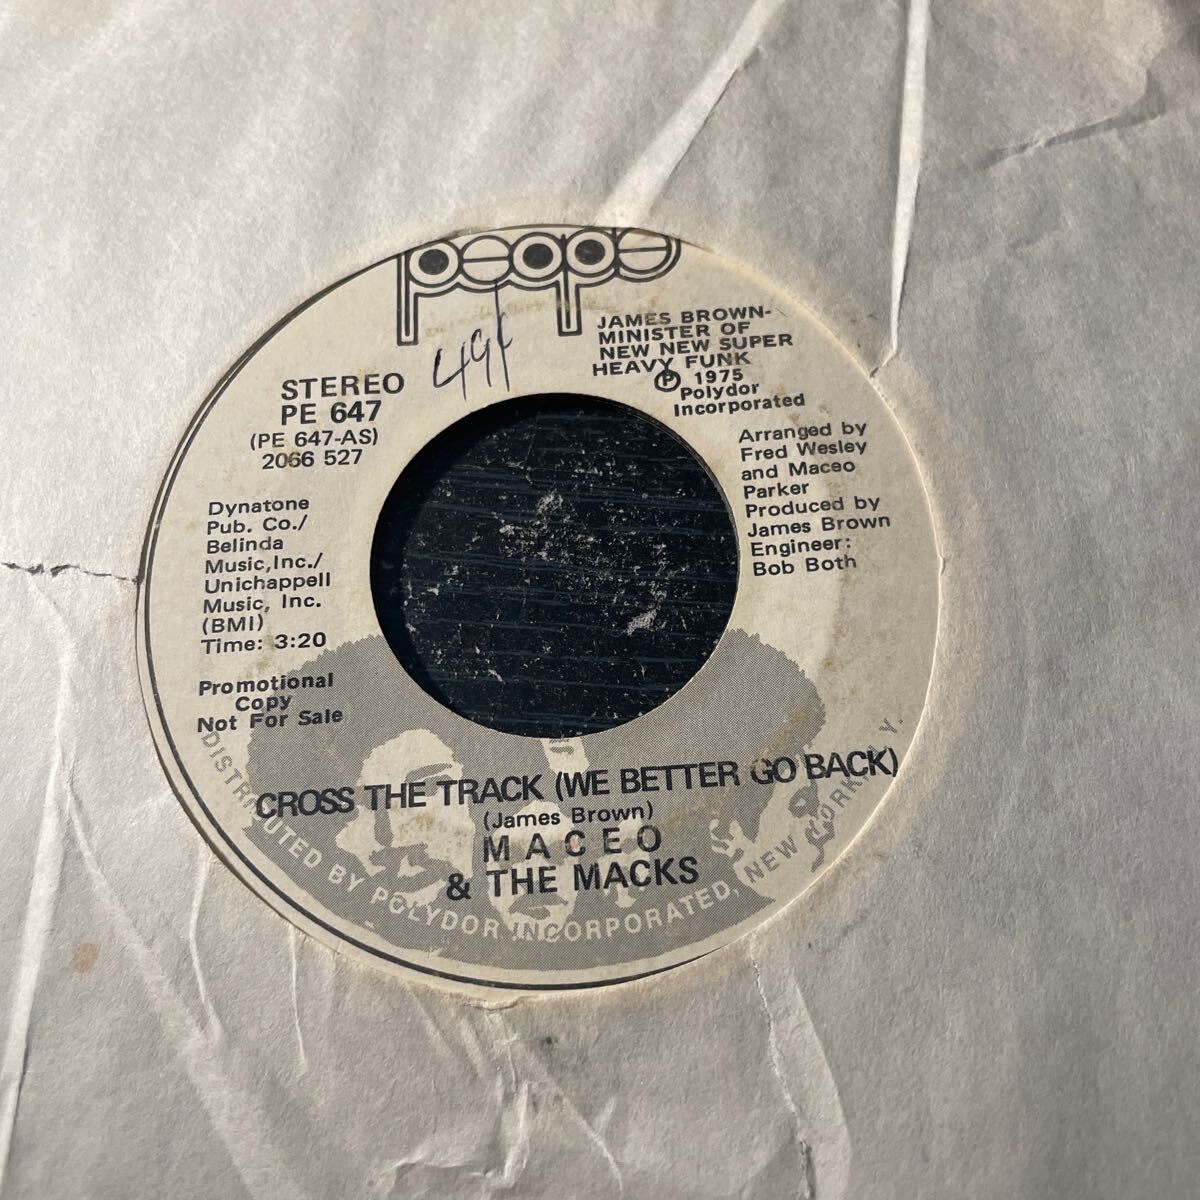 people
49¢
STEREO
PE 647
(PE 647-AS)
2066 527
JAMES BROWN-
MINISTER OF
NEW NEW SUPER
HEAVY FUNK
Ⓟ 1975
Polydor
Incorporated
Arranged by
Fred Wesley
and Maceo
Parker
Produced by
James Brown
Engineer:
Bob Both
Dynatone
Pub. Co./
Belinda
Music,Inc./
Unichappell
Music, Inc.
(BMI)
Time: 3:20
Promotional
Copy
Not For Sale
CROSS THE TRACK (WE BETTER GO BACK)
(James Brown)
MACEO
& THE MACKS
DISTRIBUTED BY POLYDOR INCORPORATED, NEW YORK, N.Y.